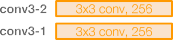 conv3-2 3x3 conv, 256
conv3-1 3x3 conv, 256